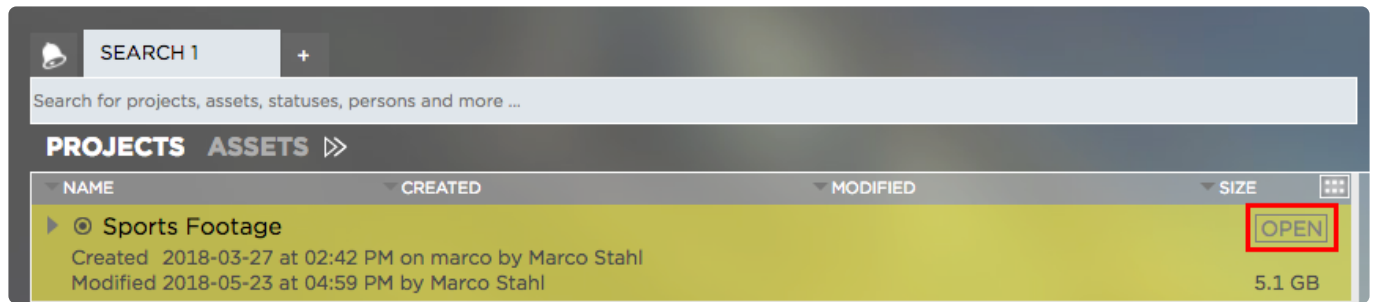 SEARCH 1 +
Search for projects, assets, statuses, persons and more ...
PROJECTS ASSETS
NAME CREATED MODIFIED SIZE
Sports Footage OPEN
Created 2018-03-27 at 02:42 PM on marco by Marco Stahl
Modified 2018-05-23 at 04:59 PM by Marco Stahl 5.1 GB